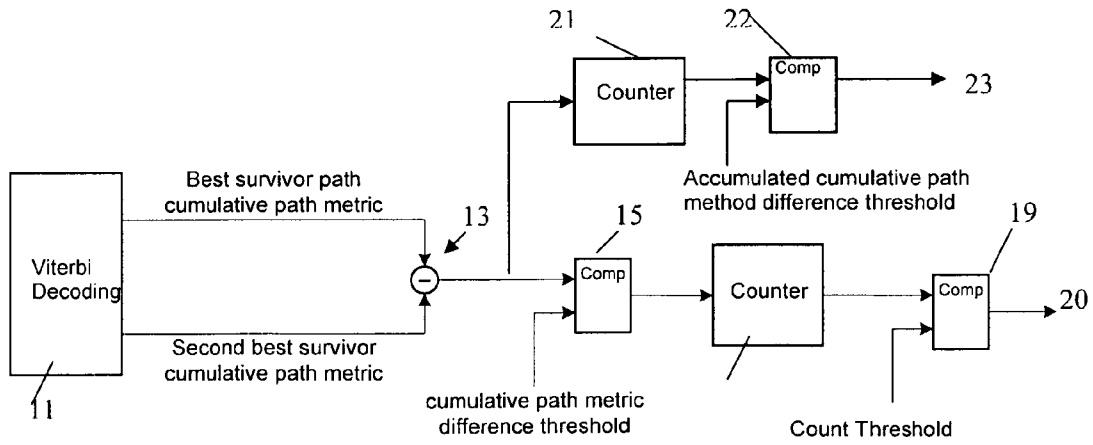 21
22
Comp
Counter
23
Accumulated cumulative path
method difference threshold
Best survivor path
cumulative path metric
13
15
19
Viterbi
Decoding
Comp
Counter
Comp
20
Second best survivor
cumulative path metric
11
cumulative path metric
difference threshold
Count Threshold